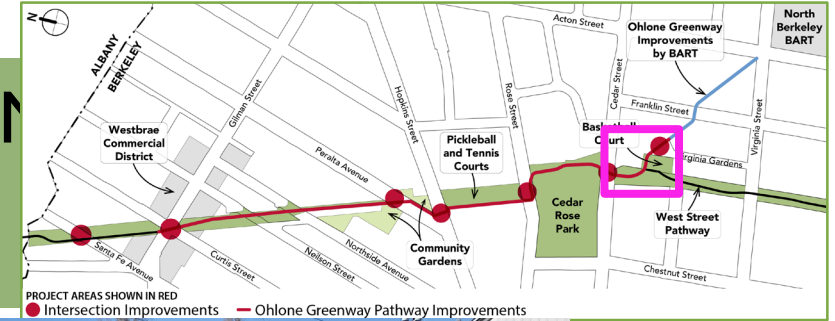 N
N
ALBANY
BERKELEY
Acton Street
North
Berkeley
BART
Ohlone Greenway
Improvements
by BART
Gilman Street
Hopkins Street
Rose Street
Cedar Street
Franklin Street
Virginia Street
Westbrae
Commercial
District
Peralta Avenue
Pickleball
and Tennis
Courts
Court
Virginia Gardens
Cedar
Rose
Park
West Street
Pathway
Community
Gardens
Santa Fe Avenue
Curtis Street
Neilson Street
Northside Avenue
Chestnut Street
PROJECT AREAS SHOWN IN RED
Intersection Improvements
Ohlone Greenway Pathway Improvements